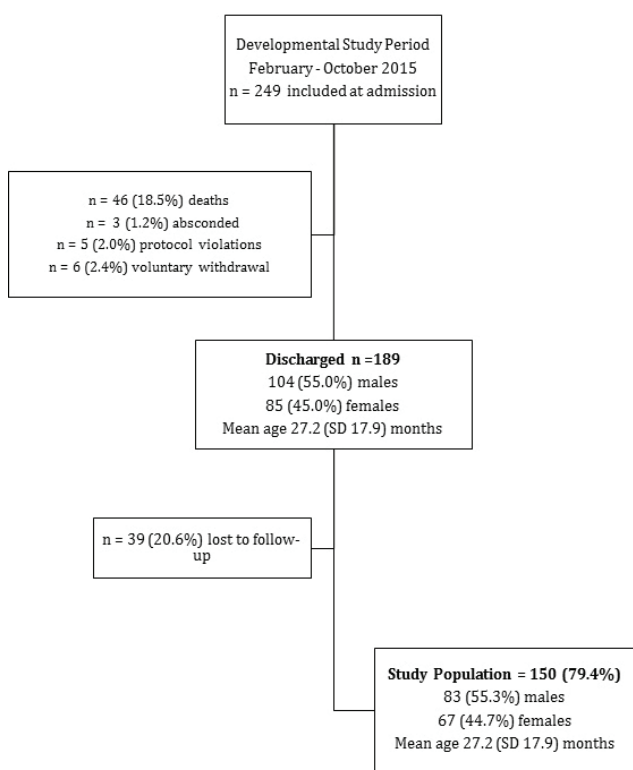 Developmental Study Period
February - October 2015
n = 249 included at admission
n = 46 (18.5%) deaths
n = 3 (1.2%) absconded
n = 5 (2.0%) protocol violations
n = 6 (2.4%) voluntary withdrawal
Discharged n =189
104 (55.0%) males
85 (45.0%) females
Mean age 27.2 (SD 17.9) months
n = 39 (20.6%) lost to follow-
up
Study Population = 150 (79.4%)
83 (55.3%) males
67 (44.7%) females
Mean age 27.2 (SD 17.9) months